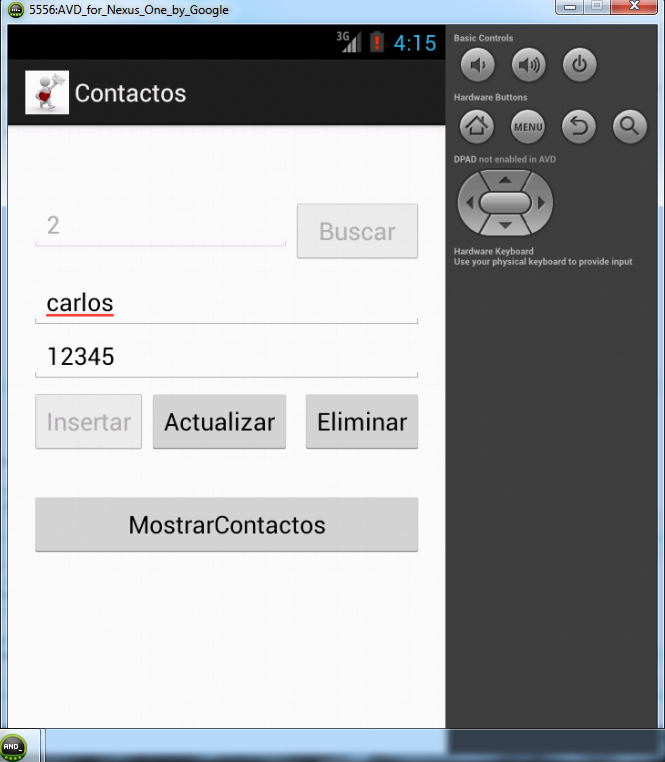 5556:AVD_for_Nexus_One_by_Google
3G 4:15
Contactos
2 Buscar
carlos
12345
Insertar Actualizar Eliminar
MostrarContactos
Basic Controls
Hardware Buttons
MENU
DPAD not enabled in AVD
Hardware Keyboard
Use your physical keyboard to provide input
AND_